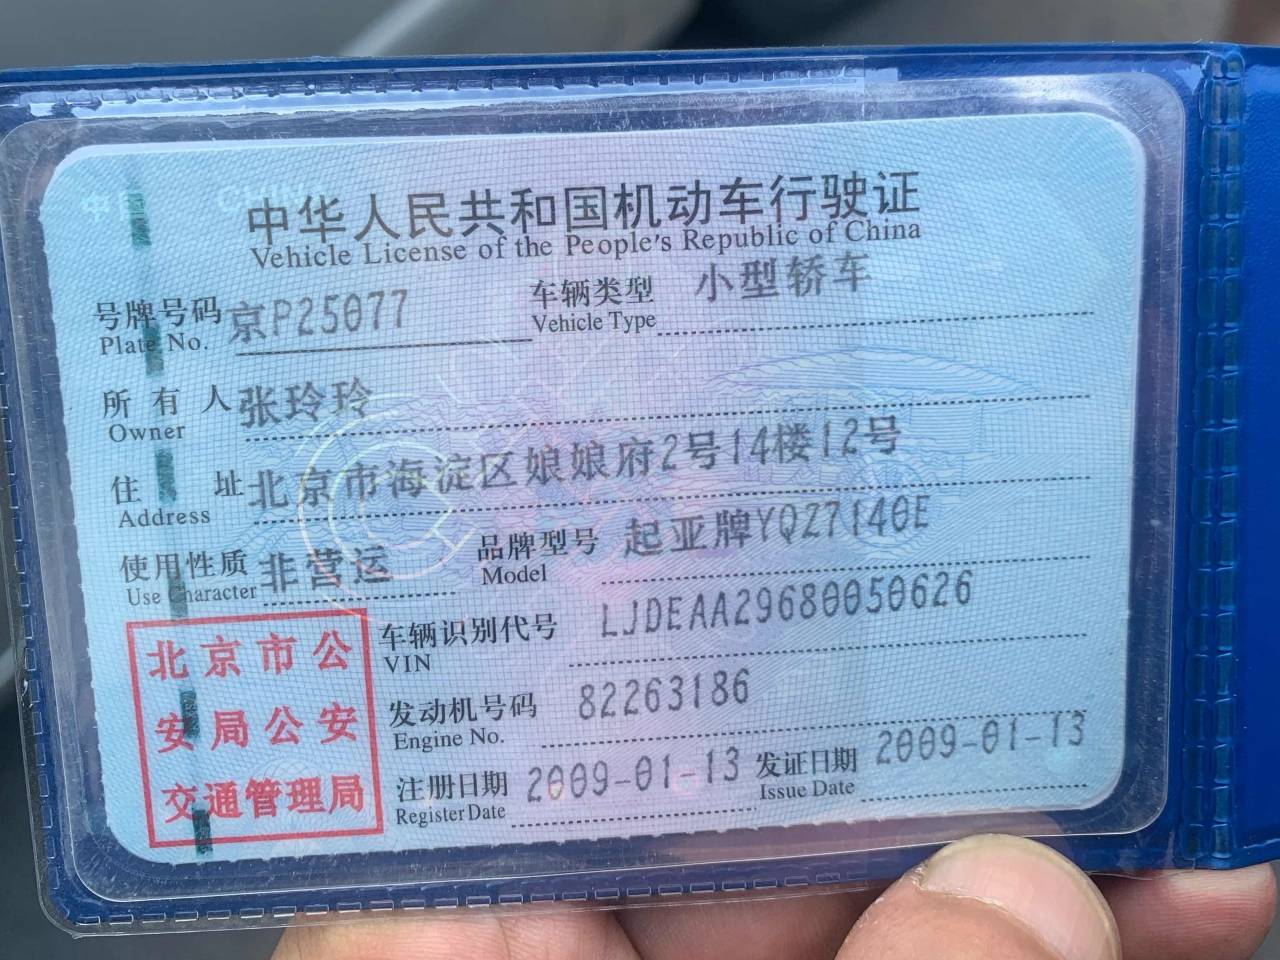 中国 CHINA
中华人民共和国机动车行驶证
Vehicle License of the People's Republic of China
号牌号码 京P25077 车辆类型 小型轿车
Plate No. Vehicle Type
所有人 张玲玲
Owner
住址 北京市海淀区娘娘府2号14楼12号
Address
使用性质 非营运 品牌型号 起亚牌YQZ7140E
Use Character Model
车辆识别代号 LJDEAA29680050626
VIN
发动机号码 82263186
Engine No.
注册日期 2009-01-13 发证日期 2009-01-13
Register Date Issue Date
北京市公
安局公安
交通管理局